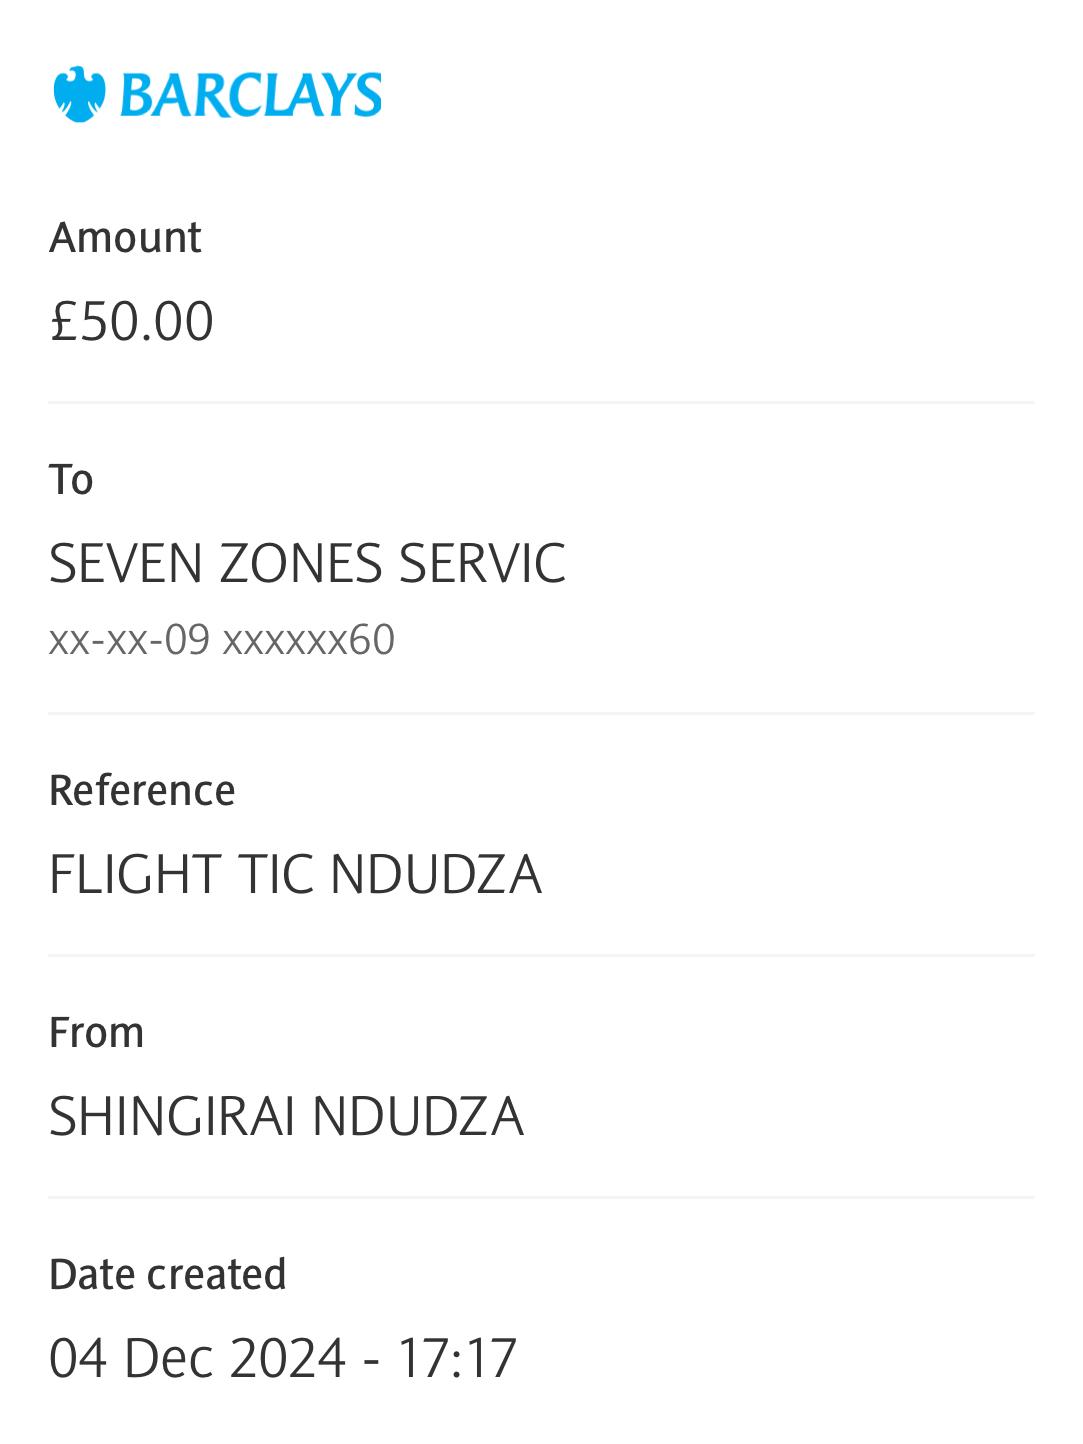 BARCLAYS
Amount
£50.00
To
SEVEN ZONES SERVIC
xx-xx-09 xxxxxx60
Reference
FLIGHT TIC NDUDZA
From
SHINGIRAI NDUDZA
Date created
04 Dec 2024 - 17:17